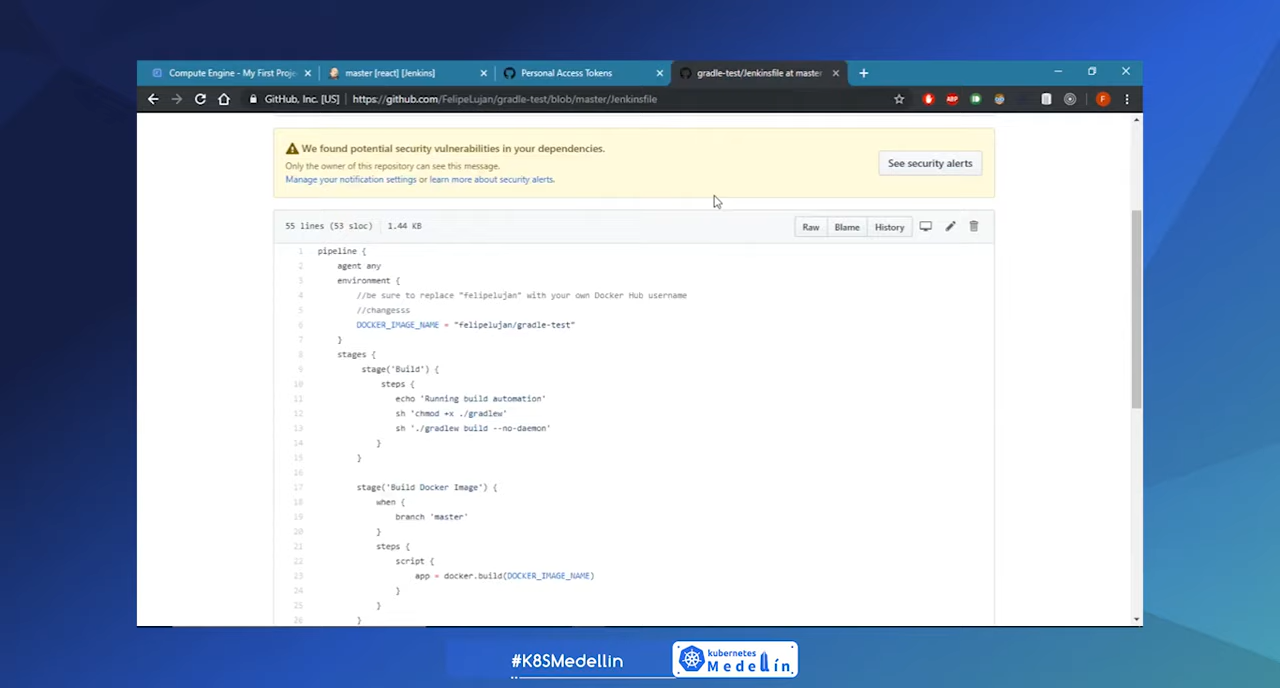 Compute Engine - My First Proje
master [react] [Jenkins]
Personal Access Tokens
gradle-test/Jenkinsfile at master
GitHub, Inc. [US] | https://github.com/FelipeLujan/gradle-test/blob/master/Jenkinsfile
We found potential security vulnerabilities in your dependencies.
Only the owner of this repository can see this message.
Manage your notification settings or learn more about security alerts.
See security alerts
55 lines (53 sloc) 1.44 KB
Raw Blame History
1 pipeline {
2 agent any
3 environment {
4 //be sure to replace "felipelujan" with your own Docker Hub username
5 //changesss
6 DOCKER_IMAGE_NAME = "felipelujan/gradle-test"
7 }
8 stages {
9 stage('Build') {
10 steps {
11 echo 'Running build automation'
12 sh 'chmod +x ./gradlew'
13 sh './gradlew build --no-daemon'
14 }
15 }
16
17 stage('Build Docker Image') {
18 when {
19 branch 'master'
20 }
21 steps {
22 script {
23 app = docker.build(DOCKER_IMAGE_NAME)
24 }
25 }
26 }
#K8SMedellin
kubernetes
Medellín